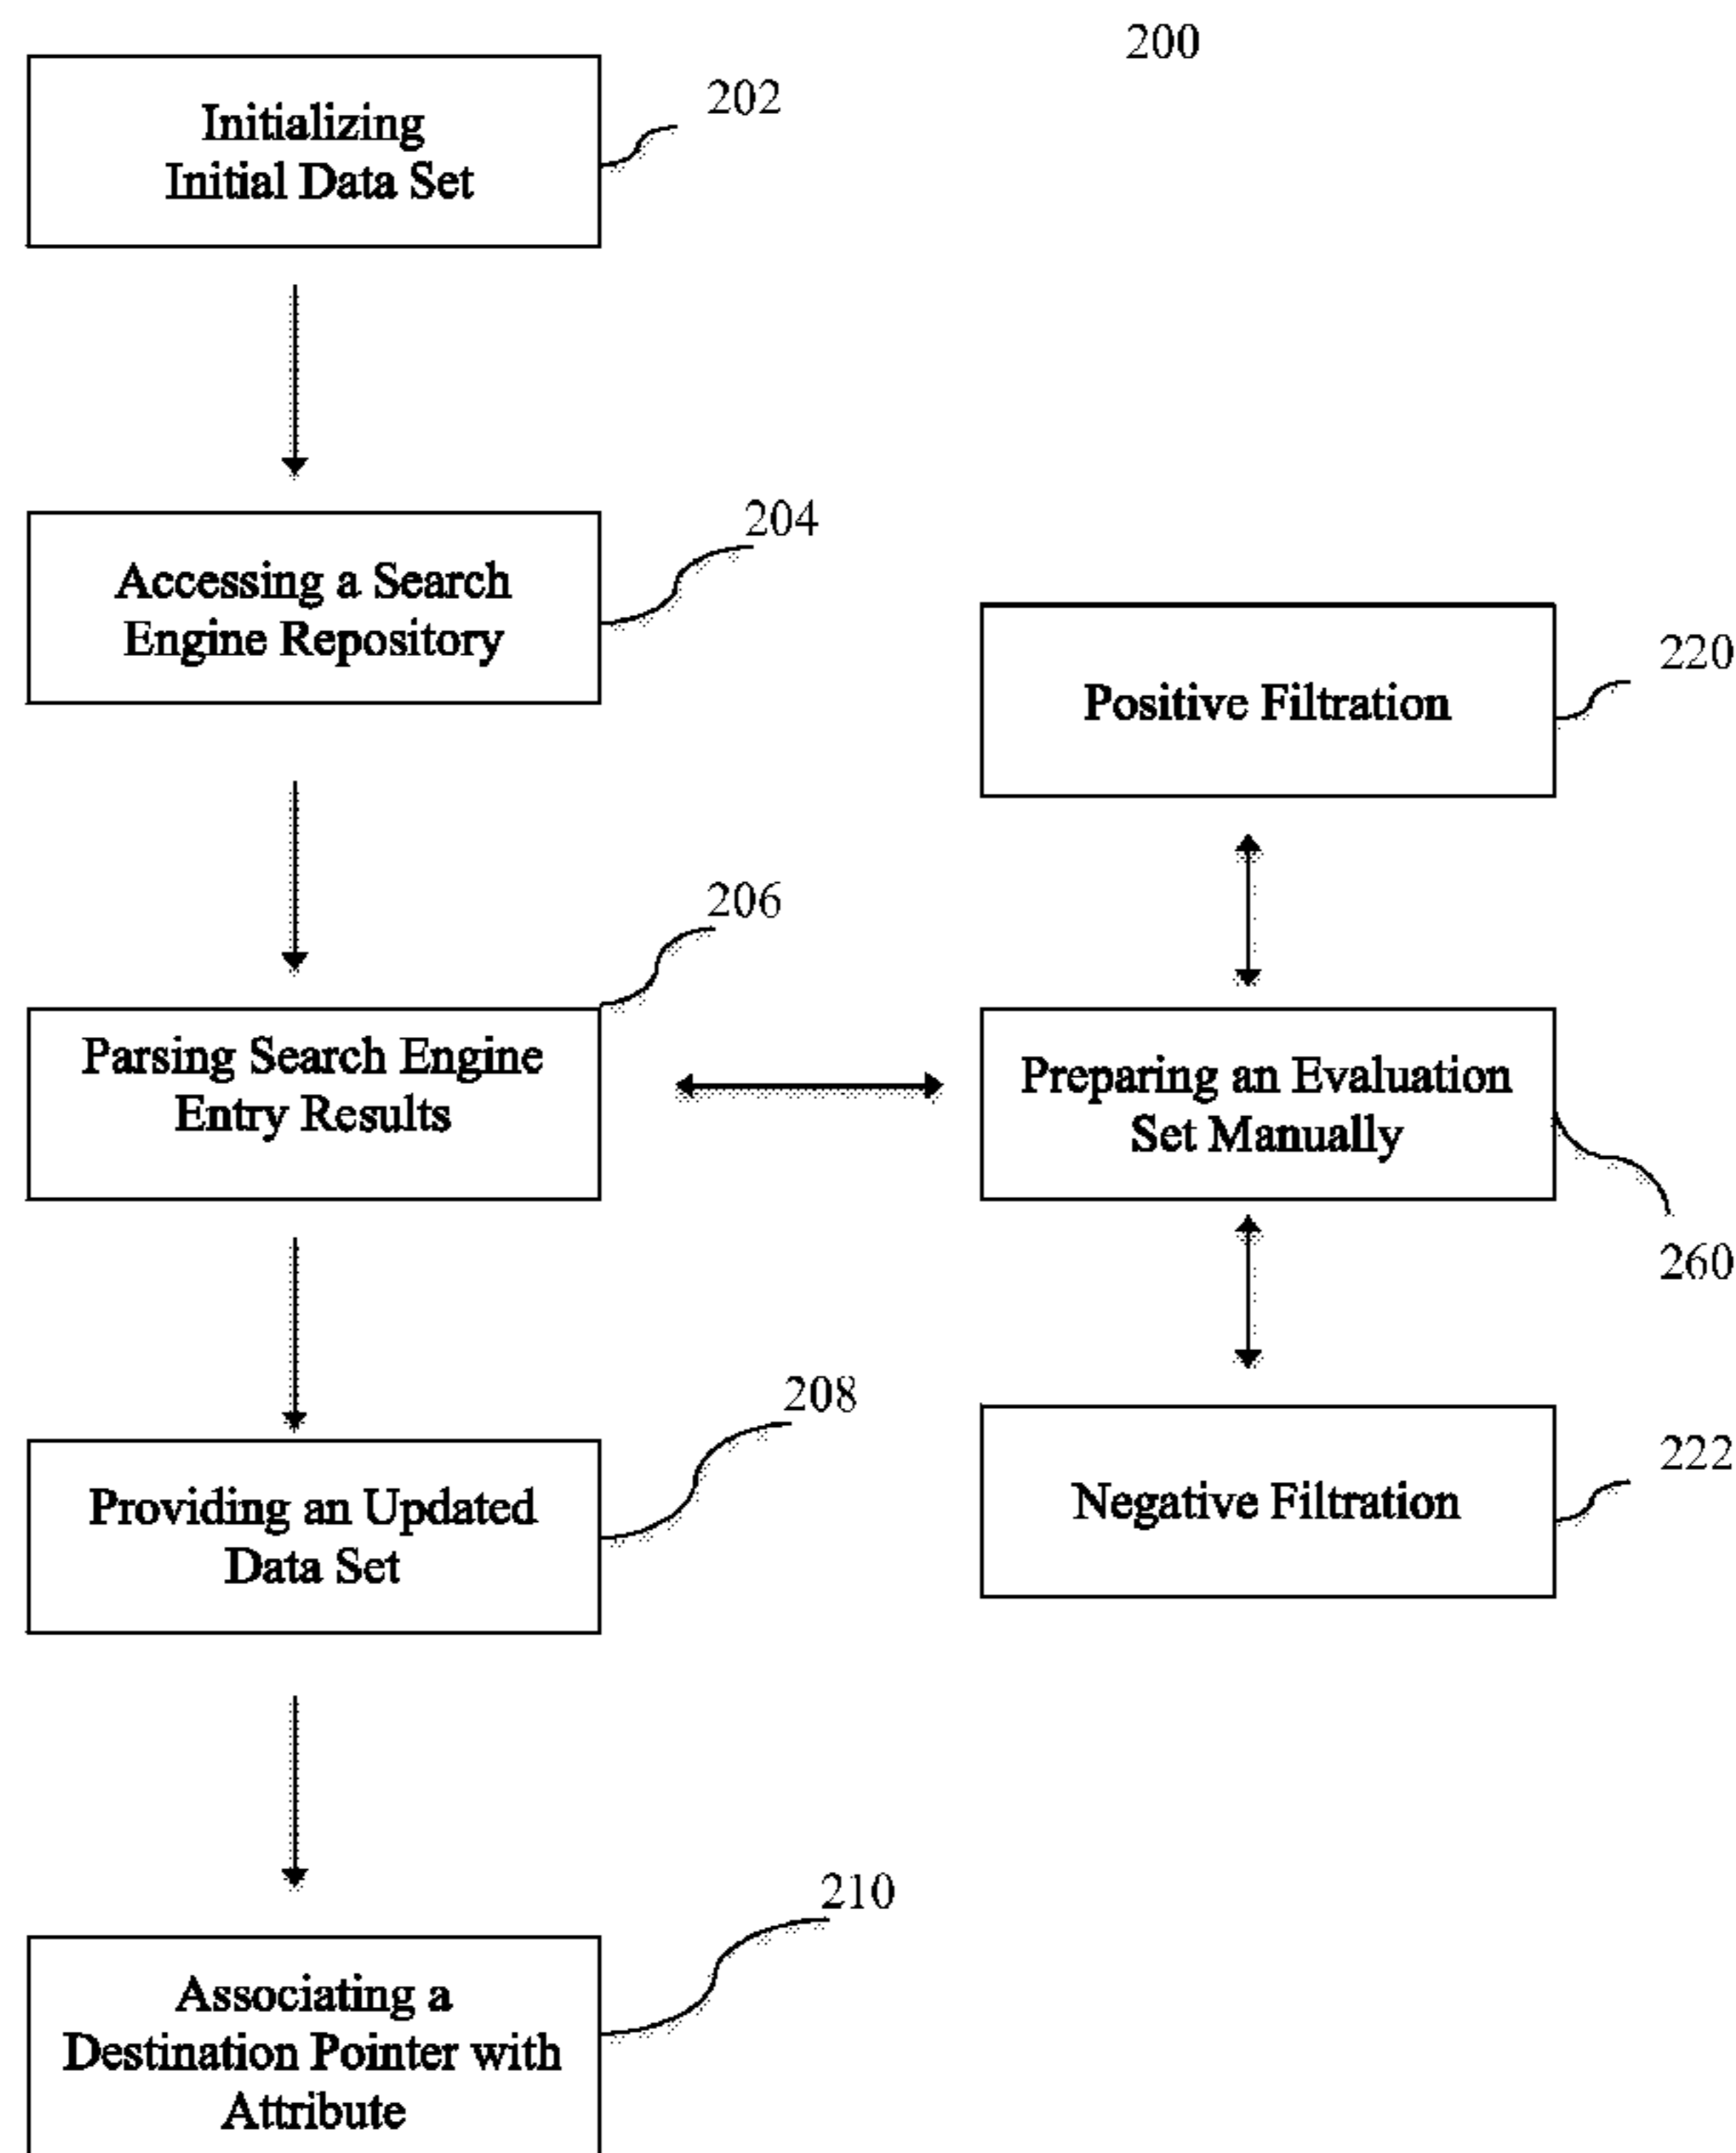 200
Initializing
Initial Data Set
202
Accessing a Search
Engine Repository
204
Positive Filtration
220
Parsing Search Engine
Entry Results
206
Preparing an Evaluation
Set Manually
260
Providing an Updated
Data Set
208
Negative Filtration
222
Associating a
Destination Pointer with
Attribute
210